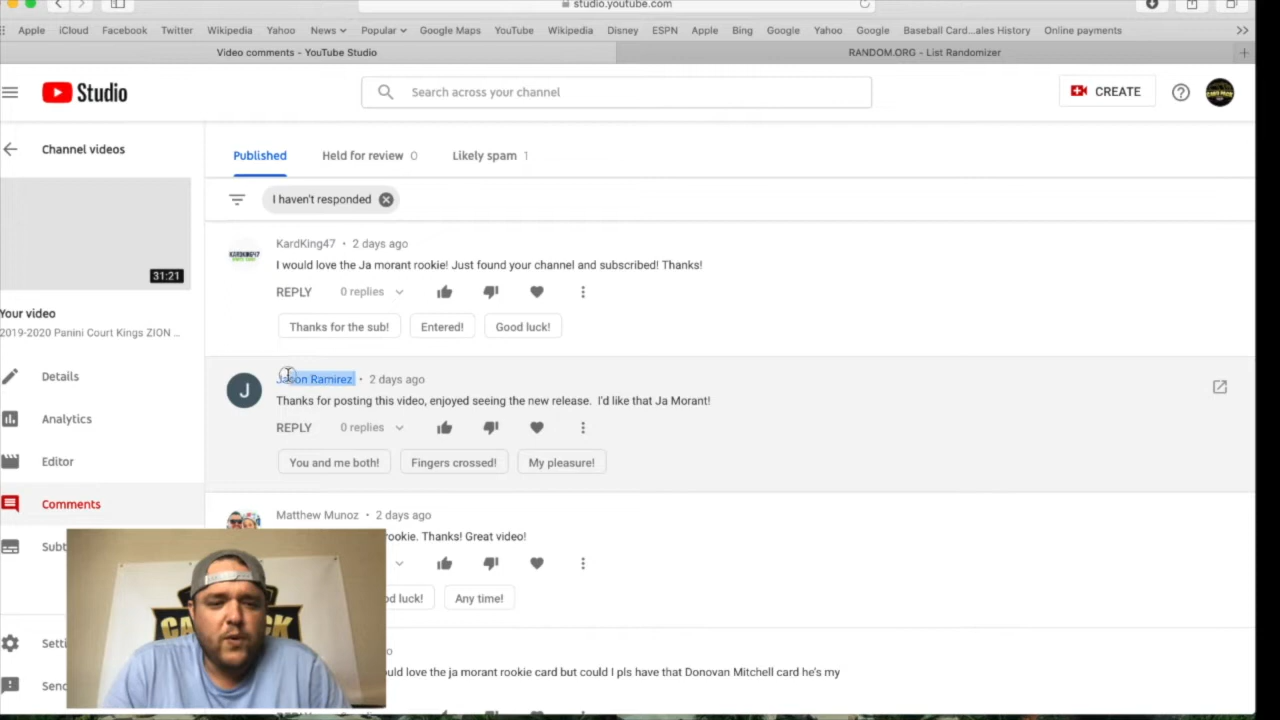 studio.youtube.com
Apple iCloud Facebook Twitter Wikipedia Yahoo News Popular Google Maps YouTube Wikipedia Disney ESPN Apple Bing Google Yahoo Google Baseball Card...ales History Online payments
Video comments - YouTube Studio RANDOM.ORG - List Randomizer
Studio Search across your channel CREATE
Channel videos
31:21
Your video
2019-2020 Panini Court Kings ZION ...
Details
Analytics
Editor
Comments
Subt
Setti
Send
Published Held for review 0 Likely spam 1
I haven't responded
KardKing47 • 2 days ago
I would love the Ja morant rookie! Just found your channel and subscribed! Thanks!
REPLY 0 replies
Thanks for the sub! Entered! Good luck!
J
Jason Ramirez • 2 days ago
Thanks for posting this video, enjoyed seeing the new release. I'd like that Ja Morant!
REPLY 0 replies
You and me both! Fingers crossed! My pleasure!
Matthew Munoz • 2 days ago
rookie. Thanks! Great video!
od luck! Any time!
uld love the ja morant rookie card but could I pls have that Donovan Mitchell card he's my